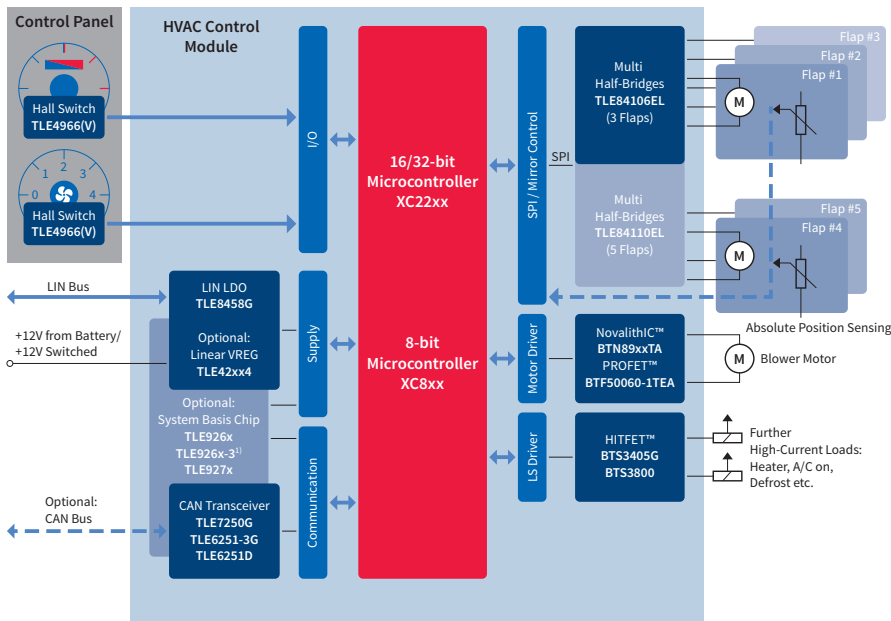 Control Panel
Hall Switch
TLE4966(V)
0
1
2
3
4
Hall Switch
TLE4966(V)
HVAC Control
Module
I/O
16/32-bit
Microcontroller
XC22xx
8-bit
Microcontroller
XC8xx
SPI / Mirror Control
SPI
Multi
Half-Bridges
TLE84106EL
(3 Flaps)
Multi
Half-Bridges
TLE84110EL
(5 Flaps)
Flap #3
Flap #2
Flap #1
M
Flap #5
Flap #4
M
Absolute Position Sensing
LIN Bus
+12V from Battery/
+12V Switched
LIN LDO
TLE8458G
Optional:
Linear VREG
TLE42xx4
Supply
Optional:
System Basis Chip
TLE926x
TLE926x-3¹⁾
TLE927x
Optional:
CAN Bus
CAN Transceiver
TLE7250G
TLE6251-3G
TLE6251D
Communication
Motor Driver
NovalithIC™
BTN89xxTA
PROFET™
BTF50060-1TEA
M
Blower Motor
LS Driver
HITFET™
BTS3405G
BTS3800
Further
High-Current Loads:
Heater, A/C on,
Defrost etc.